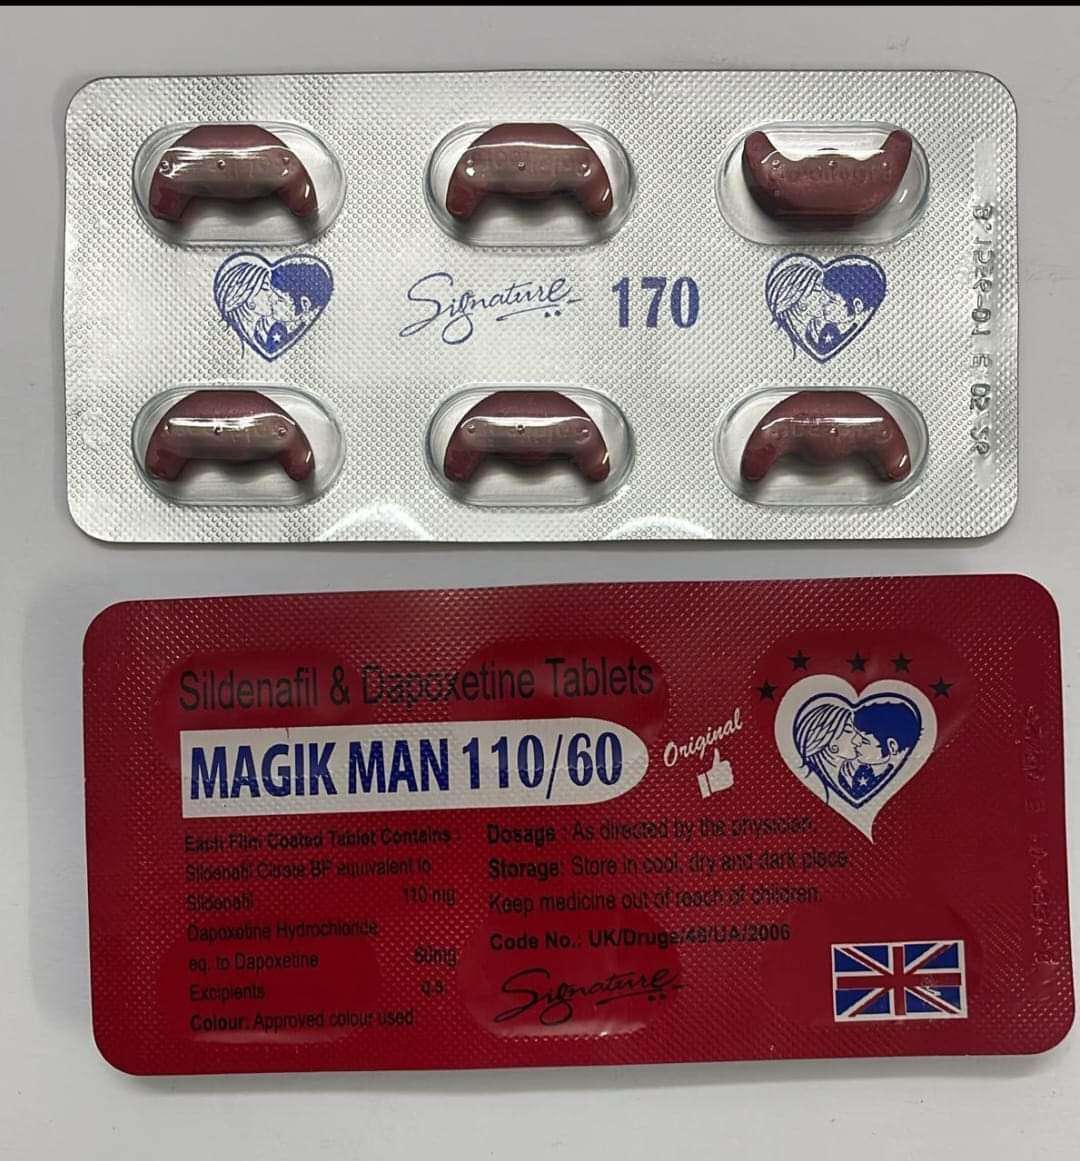 Signature 170
Sildenafil & Dapoxetine Tablets
MAGIK MAN 110/60
Original
Each Film Coated Tablet Contains
Sildenafil Citrate BP equivalent to
Sildenafil 110 mg
Dapoxetine Hydrochloride
eq. to Dapoxetine 60mg
Excipients q.s.
Colour: Approved colour used
Dosage : As directed by the physician.
Storage: Store in cool, dry and dark place.
Keep medicine out of reach of children.
Code No.: UK/Drugs/46/UA/2006
Signature